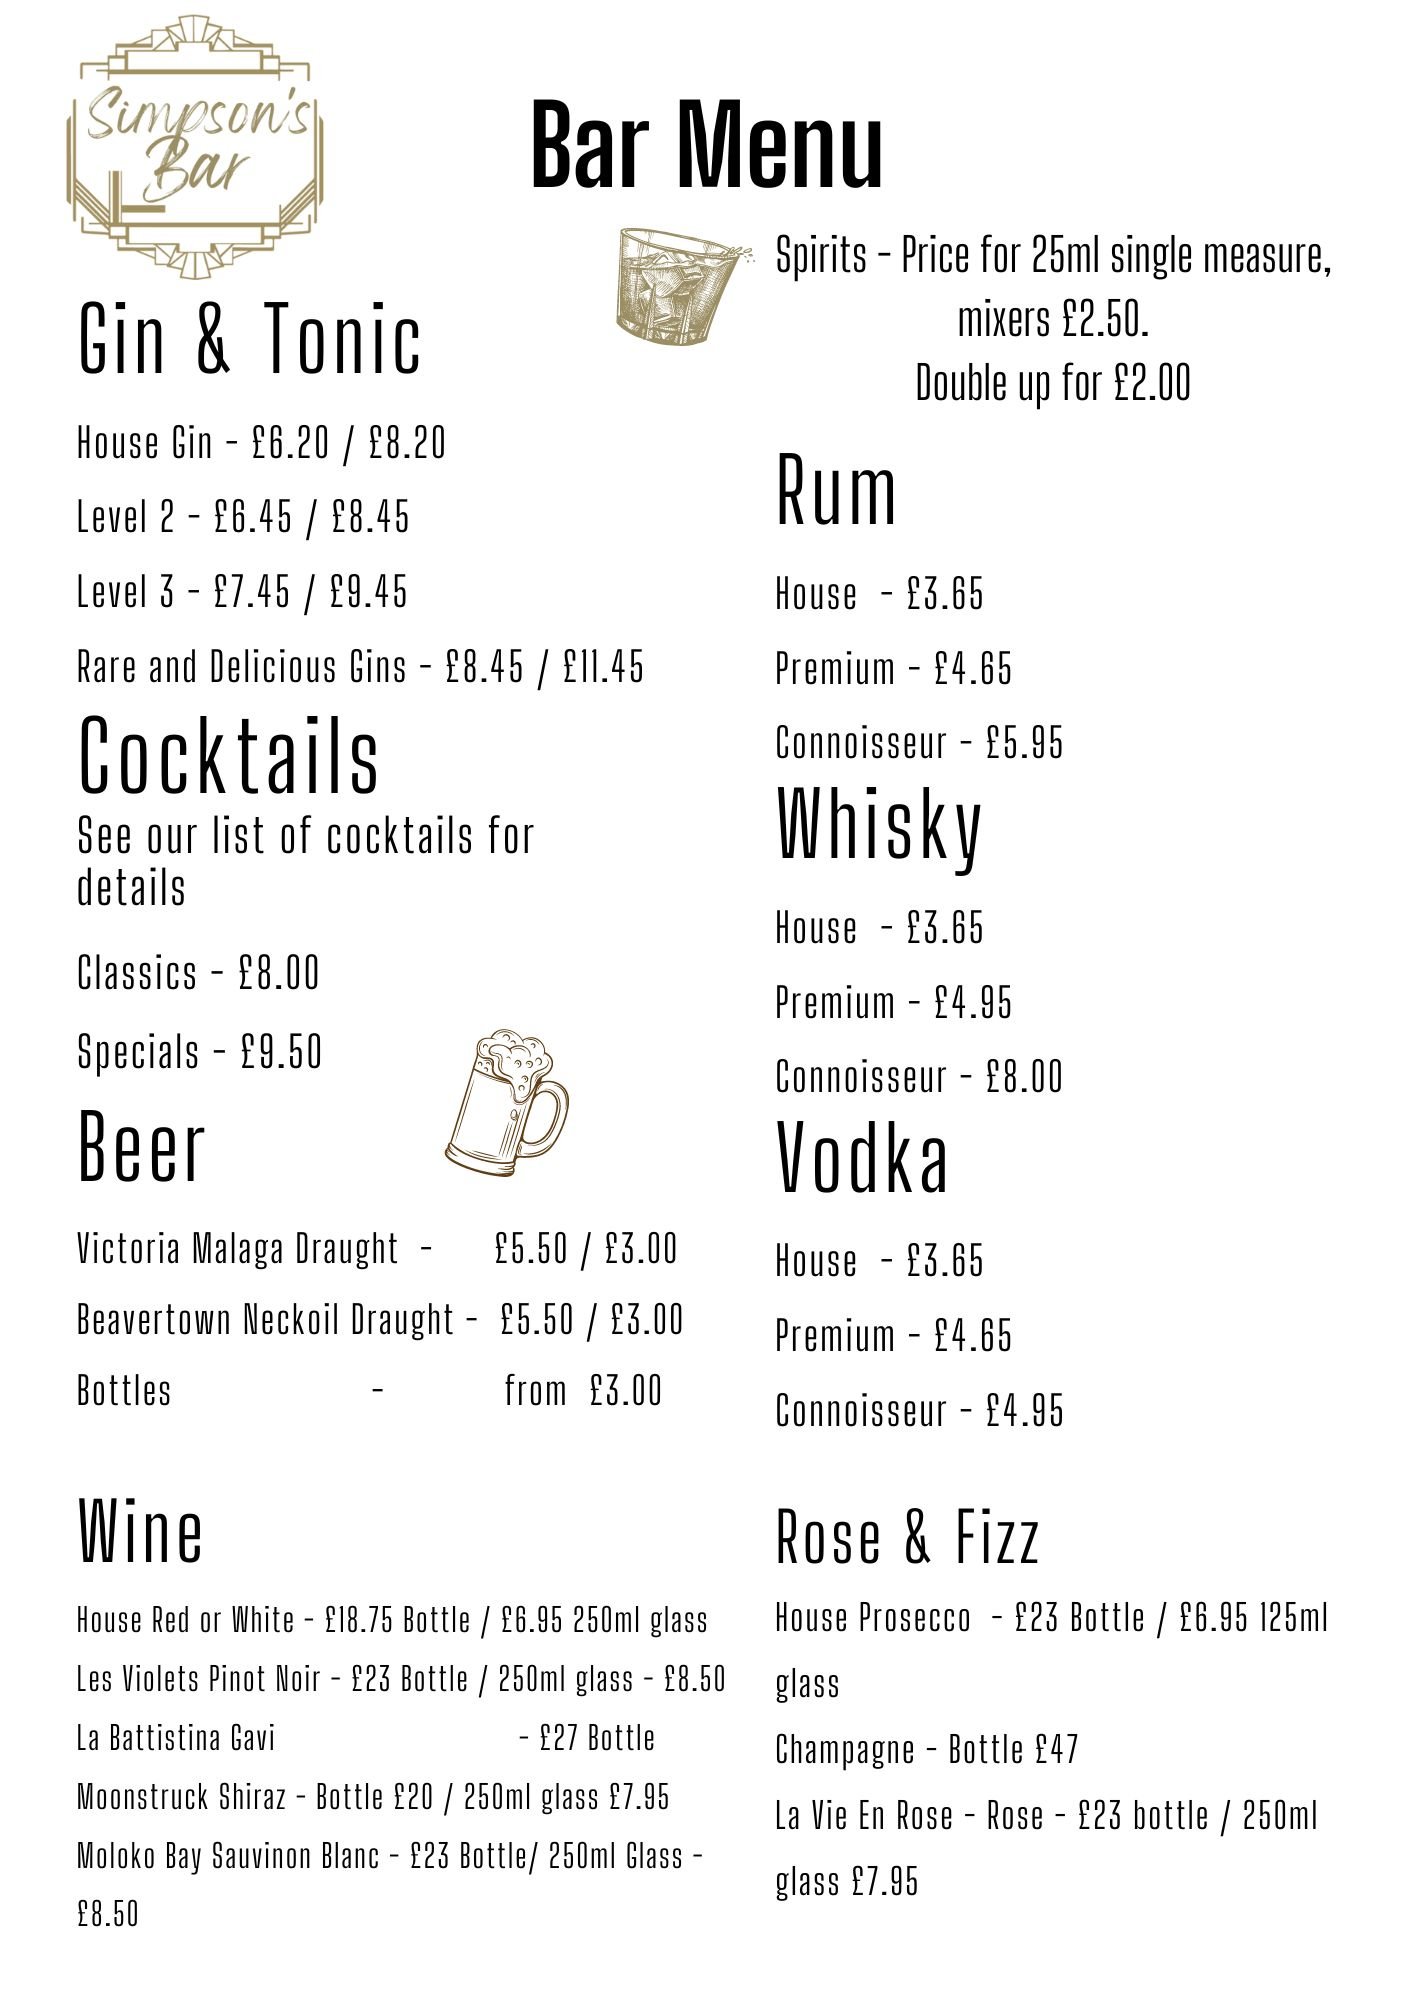 Simpson's
Bar
Bar Menu
Gin & Tonic
House Gin - £6.20 / £8.20
Level 2 - £6.45 / £8.45
Level 3 - £7.45 / £9.45
Rare and Delicious Gins - £8.45 / £11.45
Cocktails
See our list of cocktails for
details
Classics - £8.00
Specials - £9.50
Beer
Victoria Malaga Draught - £5.50 / £3.00
Beavertown Neckoil Draught - £5.50 / £3.00
Bottles - from £3.00
Wine
House Red or White - £18.75 Bottle / £6.95 250ml glass
Les Violets Pinot Noir - £23 Bottle / 250ml glass - £8.50
La Battistina Gavi - £27 Bottle
Moonstruck Shiraz - Bottle £20 / 250ml glass £7.95
Moloko Bay Sauvinon Blanc - £23 Bottle/ 250ml Glass -
£8.50
Spirits - Price for 25ml single measure,
mixers £2.50.
Double up for £2.00
Rum
House - £3.65
Premium - £4.65
Connoisseur - £5.95
Whisky
House - £3.65
Premium - £4.95
Connoisseur - £8.00
Vodka
House - £3.65
Premium - £4.65
Connoisseur - £4.95
Rose & Fizz
House Prosecco - £23 Bottle / £6.95 125ml
glass
Champagne - Bottle £47
La Vie En Rose - Rose - £23 bottle / 250ml
glass £7.95